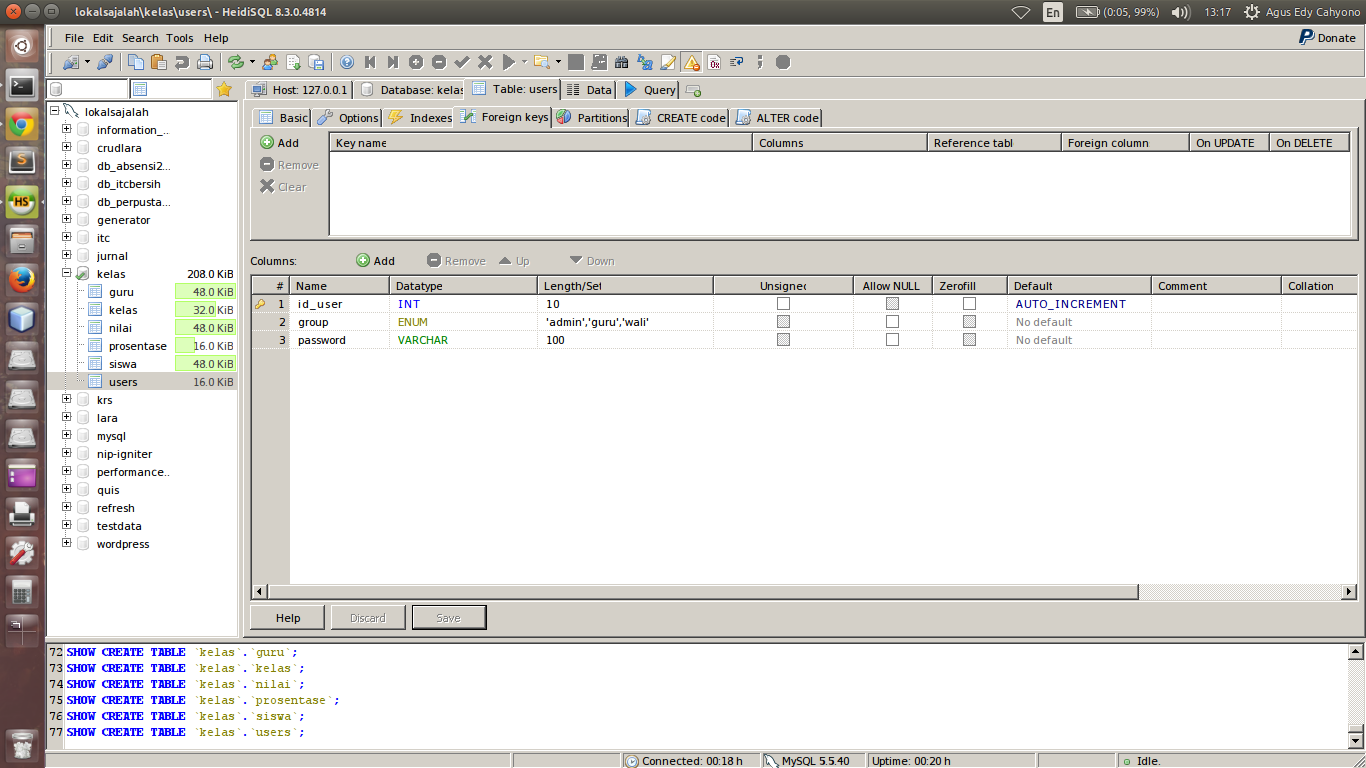 lokalsajalah\kelas\users\ - HeidiSQL 8.3.0.4814
En
(0:05, 99%)
13:17
Agus Edy Cahyono
File Edit Search Tools Help
Donate
Host: 127.0.0.1
Database: kelas
Table: users
Data
Query
lokalsajalah
information_..
crudlara
db_absensi2...
db_itcbersih
db_perpusta...
generator
itc
jurnal
kelas 208.0 KiB
guru 48.0 KiB
kelas 32.0 KiB
nilai 48.0 KiB
prosentase 16.0 KiB
siswa 48.0 KiB
users 16.0 KiB
krs
lara
mysql
nip-igniter
performance..
quis
refresh
testdata
wordpress
Basic
Options
Indexes
Foreign keys
Partitions
CREATE code
ALTER code
Add
Remove
Clear
Key name Columns Reference tabl Foreign column On UPDATE On DELETE
Columns: Add Remove Up Down
# Name Datatype Length/Set Unsigned Allow NULL Zerofill Default Comment Collation
1 id_user INT 10 AUTO_INCREMENT
2 group ENUM 'admin','guru','wali' No default
3 password VARCHAR 100 No default
Help Discard Save
72 SHOW CREATE TABLE `kelas`.`guru`;
73 SHOW CREATE TABLE `kelas`.`kelas`;
74 SHOW CREATE TABLE `kelas`.`nilai`;
75 SHOW CREATE TABLE `kelas`.`prosentase`;
76 SHOW CREATE TABLE `kelas`.`siswa`;
77 SHOW CREATE TABLE `kelas`.`users`;
Connected: 00:18 h
MySQL 5.5.40
Uptime: 00:20 h
Idle.